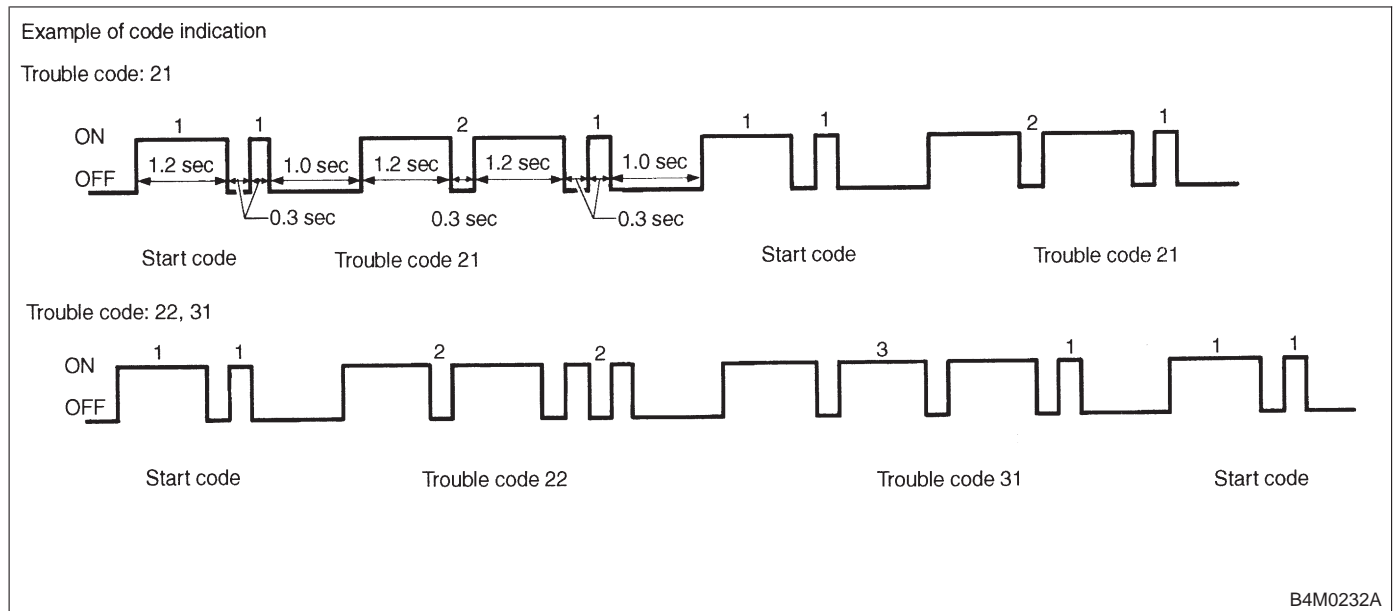 Example of code indication
Trouble code: 21
1 1 2 1 1 1 2 1
ON
1.2 sec 1.0 sec 1.2 sec 1.2 sec 1.0 sec
OFF
0.3 sec 0.3 sec 0.3 sec
Start code Trouble code 21 Start code Trouble code 21
Trouble code: 22, 31
1 1 2 2 3 1 1 1
ON
OFF
Start code Trouble code 22 Trouble code 31 Start code
B4M0232A